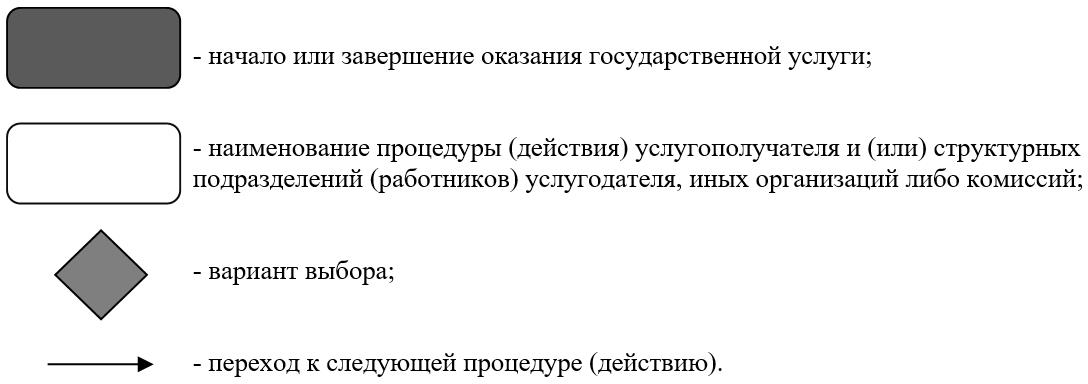 - начало или завершение оказания государственной услуги;
- наименование процедуры (действия) услугополучателя и (или) структурных
подразделений (работников) услугодателя, иных организаций либо комиссий;
- вариант выбора;
- переход к следующей процедуре (действию).